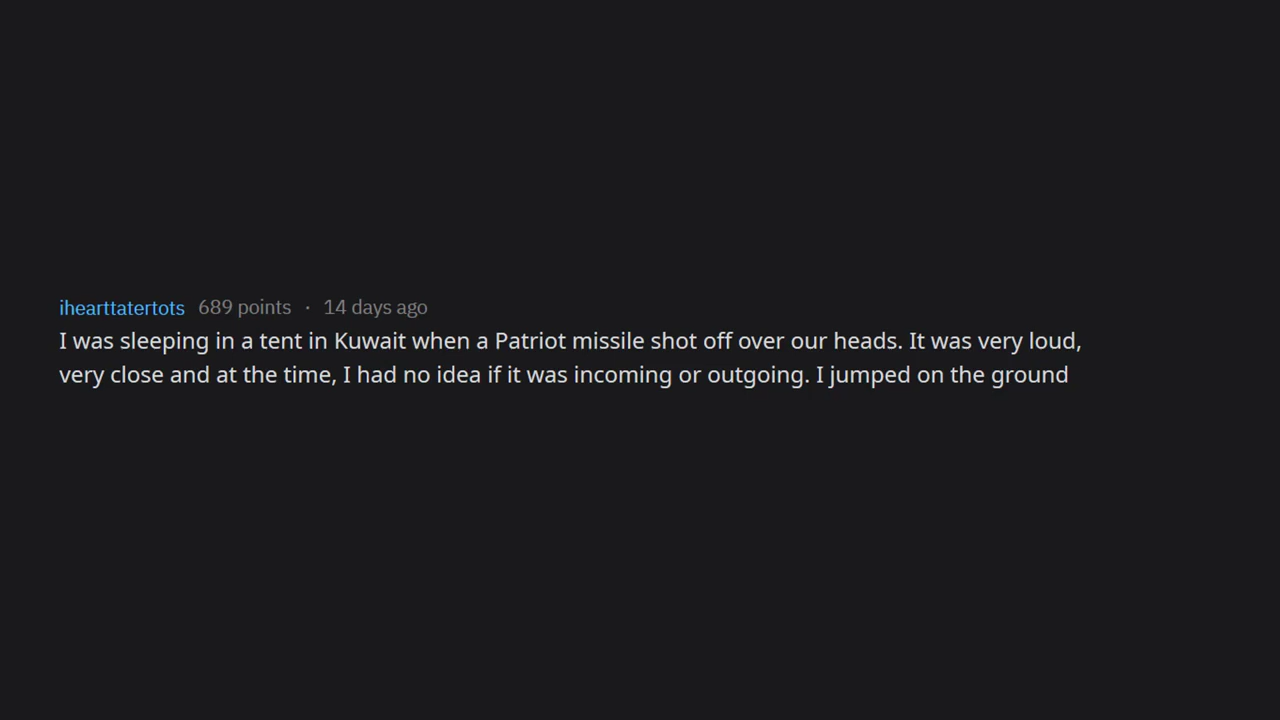 ihearttatertots 689 points · 14 days ago
I was sleeping in a tent in Kuwait when a Patriot missile shot off over our heads. It was very loud,
very close and at the time, I had no idea if it was incoming or outgoing. I jumped on the ground